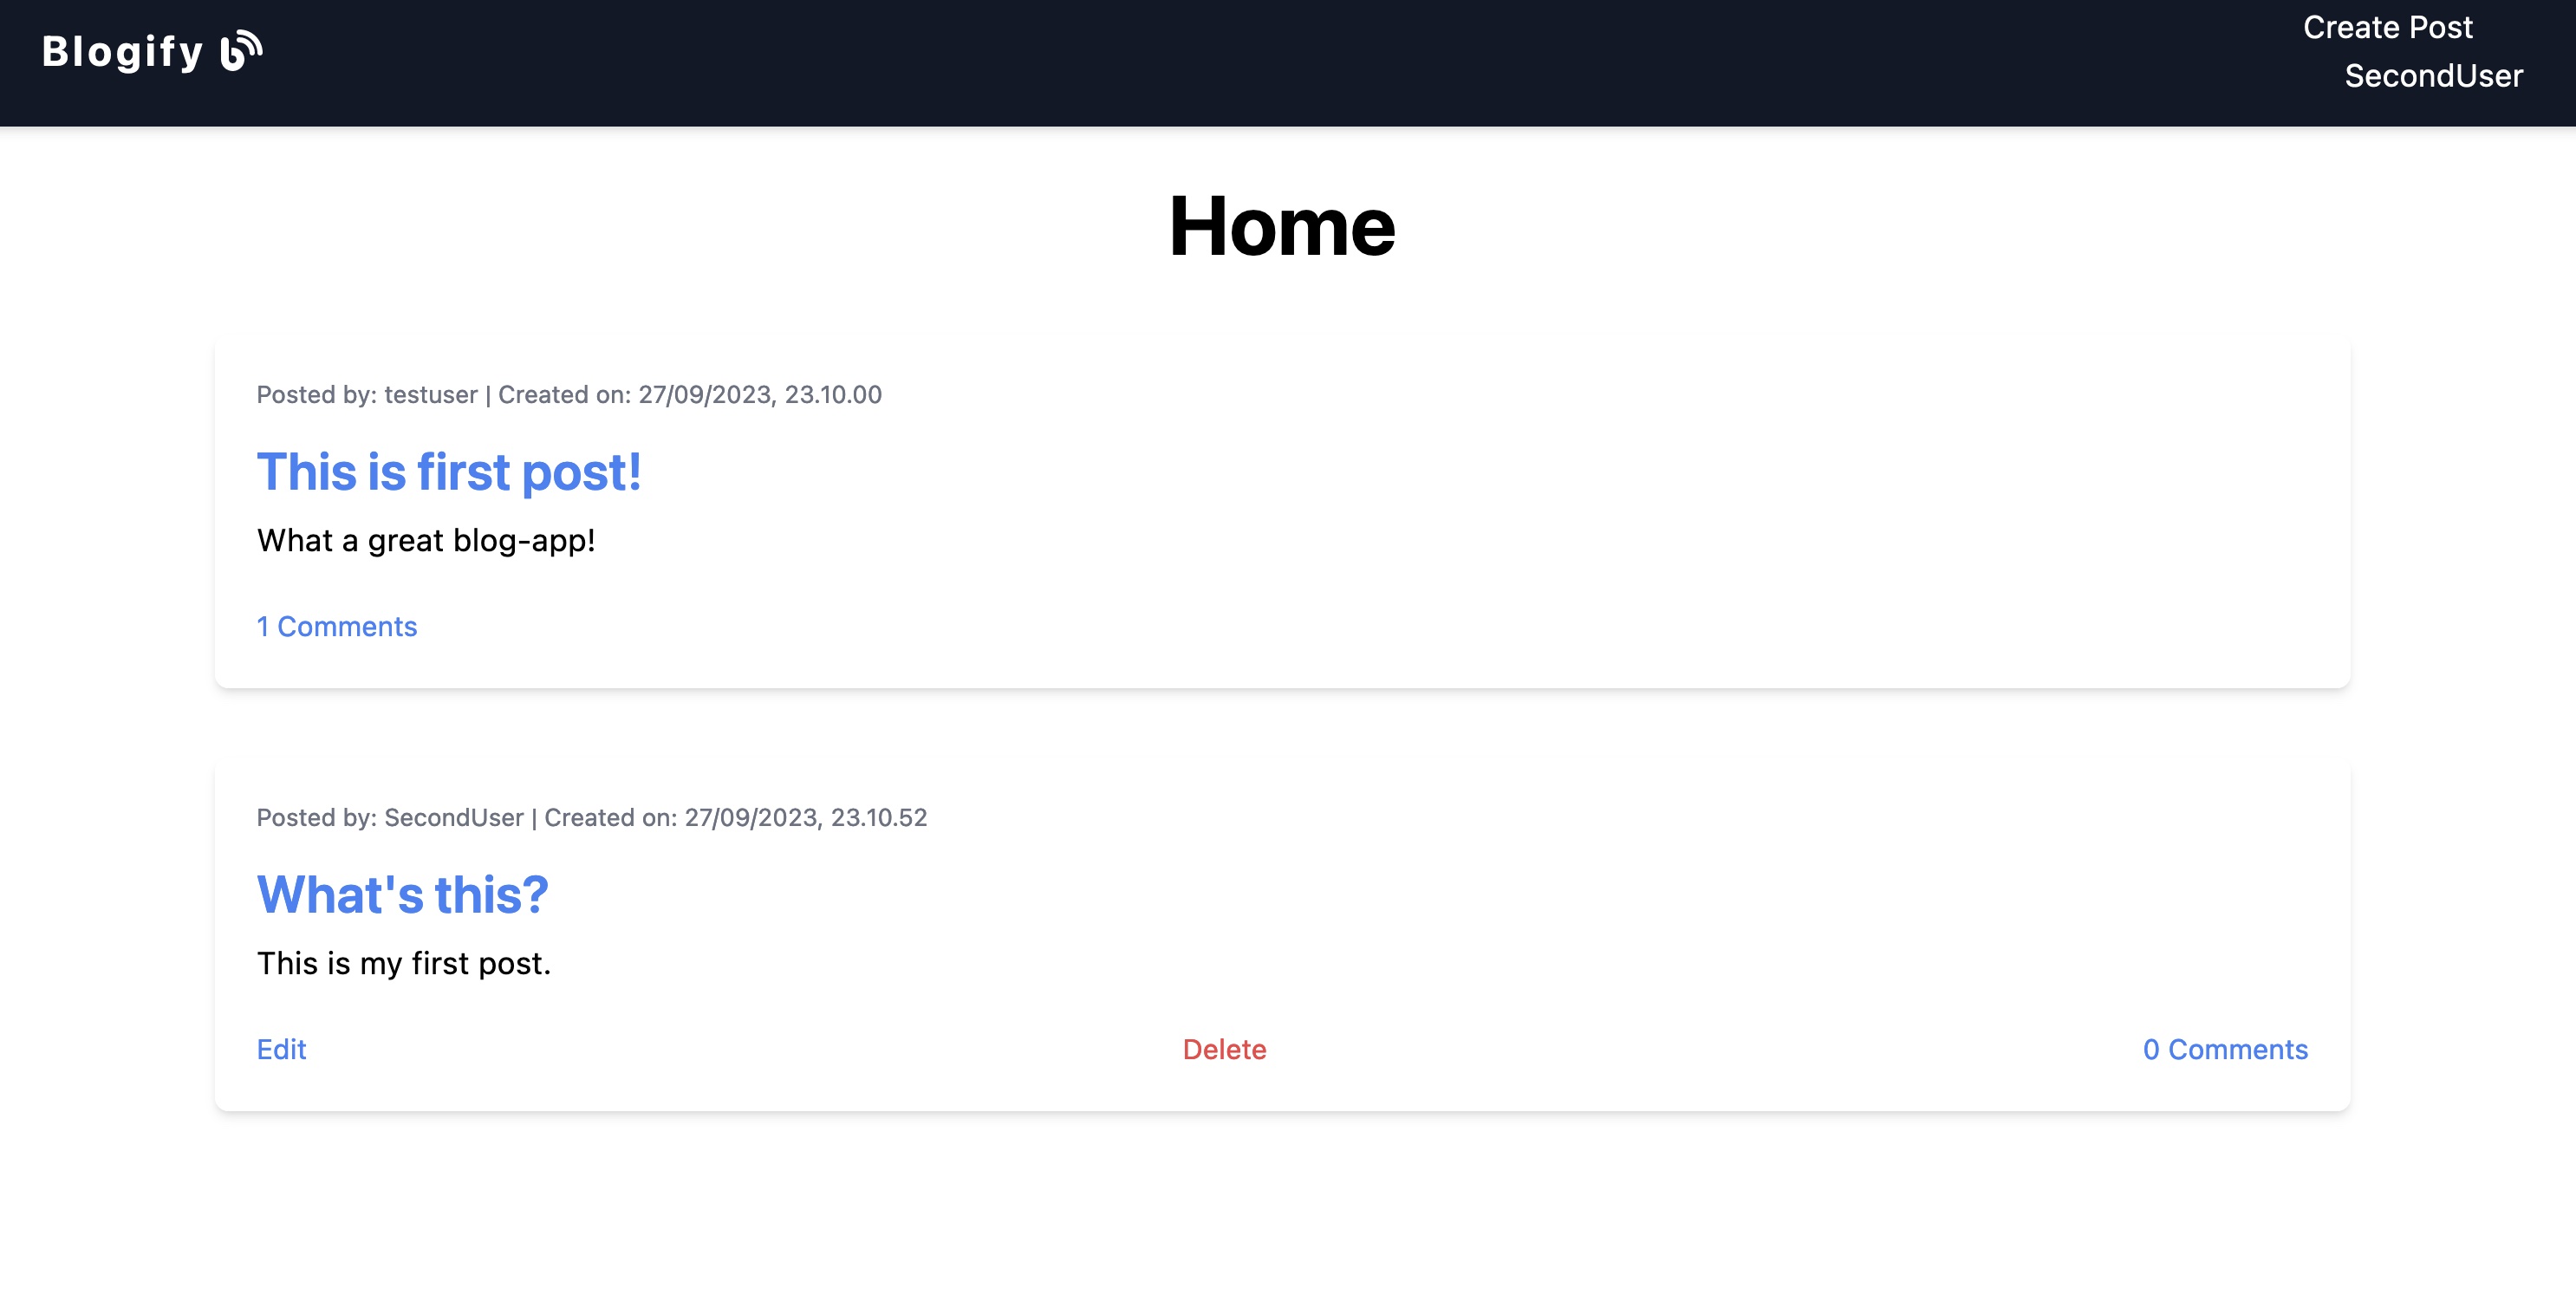 Blogify
Create Post
SecondUser
Home
Posted by: testuser | Created on: 27/09/2023, 23.10.00
This is first post!
What a great blog-app!
1 Comments
Posted by: SecondUser | Created on: 27/09/2023, 23.10.52
What's this?
This is my first post.
Edit Delete 0 Comments